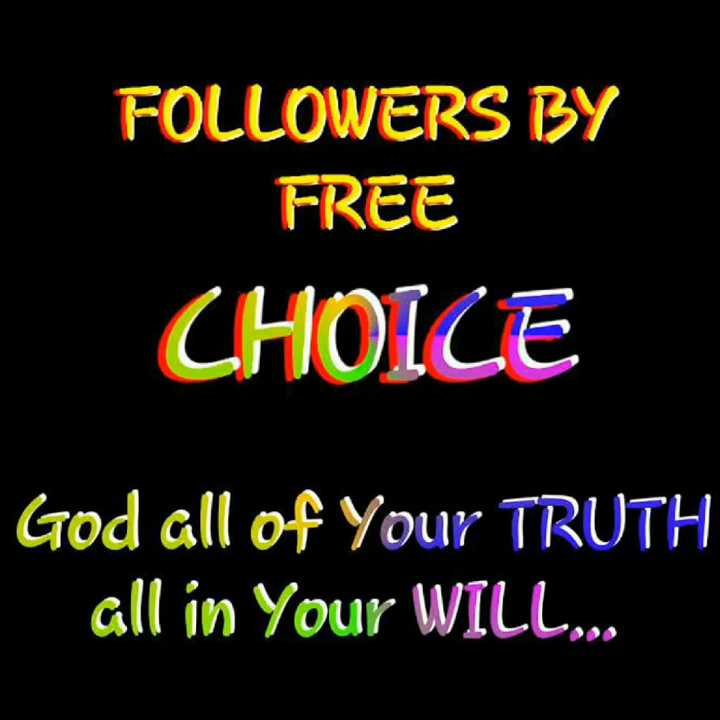 FOLLOWERS BY
FREE
CHOICE
God all of Your TRUTH
all in Your WILL...